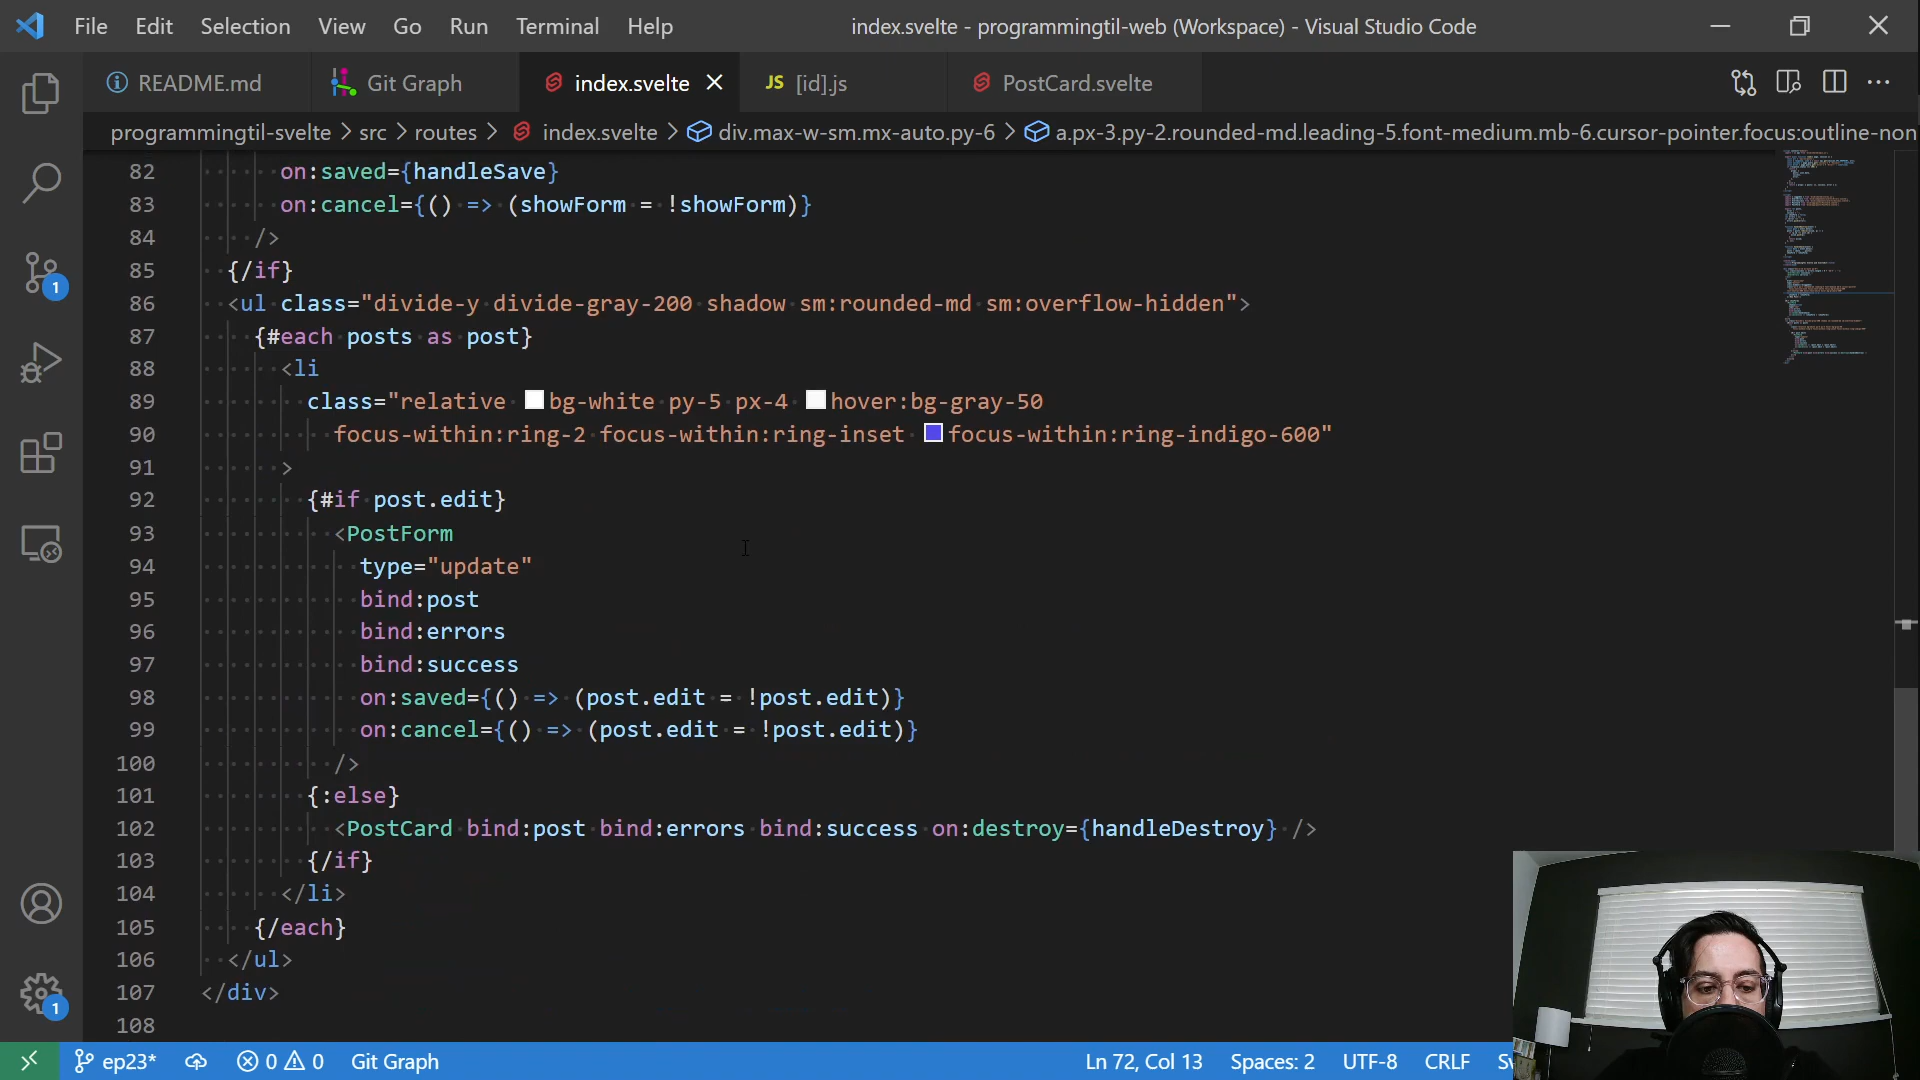 File Edit Selection View Go Run Terminal Help index.svelte - programmingtil-web (Workspace) - Visual Studio Code
README.md Git Graph index.svelte JS [id].js PostCard.svelte
programmingtil-svelte > src > routes > index.svelte > div.max-w-sm.mx-auto.py-6 > a.px-3.py-2.rounded-md.leading-5.font-medium.mb-6.cursor-pointer.focus:outline-non
82 on:saved={handleSave}
83 on:cancel={() => (showForm = !showForm)}
84 />
85 {/if}
86 <ul class="divide-y divide-gray-200 shadow sm:rounded-md sm:overflow-hidden">
87 {#each posts as post}
88 <li
89 class="relative bg-white py-5 px-4 hover:bg-gray-50
90 focus-within:ring-2 focus-within:ring-inset focus-within:ring-indigo-600"
91 >
92 {#if post.edit}
93 <PostForm
94 type="update"
95 bind:post
96 bind:errors
97 bind:success
98 on:saved={() => (post.edit = !post.edit)}
99 on:cancel={() => (post.edit = !post.edit)}
100 />
101 {:else}
102 <PostCard bind:post bind:errors bind:success on:destroy={handleDestroy} />
103 {/if}
104 </li>
105 {/each}
106 </ul>
107 </div>
108
1
1
ep23* 0 0 Git Graph Ln 72, Col 13 Spaces: 2 UTF-8 CRLF